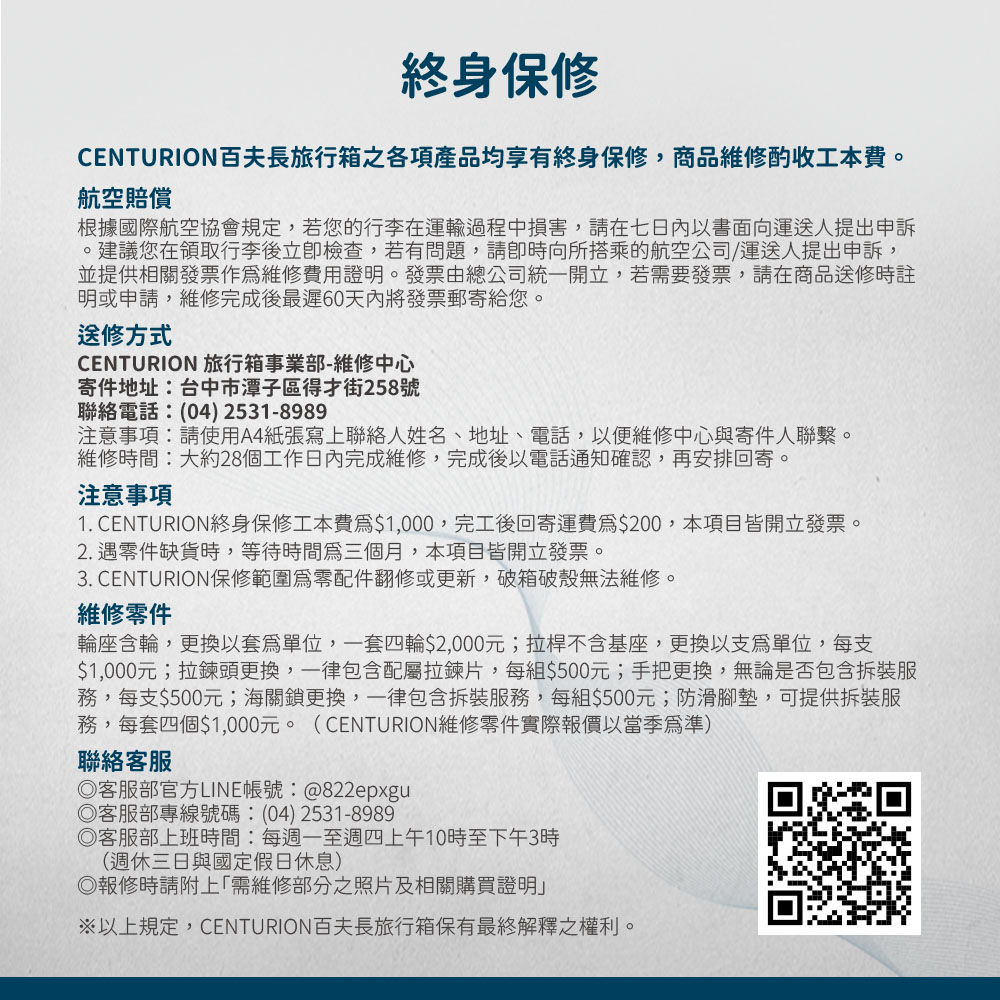 終身保修
CENTURION百夫長旅行箱之各項產品均享有終身保修，商品維修酌收工本費。
航空賠償
根據國際航空協會規定，若您的行李在運輸過程中損害，請在七日內以書面向運送人提出申訴
。建議您在領取行李後立即檢查，若有問題，請即時向所搭乘的航空公司/運送人提出申訴，
並提供相關發票作為維修費用證明。發票由總公司統一開立，若需要發票，請在商品送修時註
明或申請，維修完成後最遲60天內將發票郵寄給您。
送修方式
CENTURION 旅行箱事業部-維修中心
寄件地址：台中市潭子區得才街258號
聯絡電話：(04) 2531-8989
注意事項：請使用A4紙張寫上聯絡人姓名、地址、電話，以便維修中心與寄件人聯繫。
維修時間：大約28個工作日內完成維修，完成後以電話通知確認，再安排回寄。
注意事項
1. CENTURION終身保修工本費為$1,000，完工後回寄運費為$200，本項目皆開立發票。
2. 遇零件缺貨時，等待時間為三個月，本項目皆開立發票。
3. CENTURION保修範圍為零配件翻修或更新，破箱破殼無法維修。
維修零件
輪座含輪，更換以套為單位，一套四輪$2,000元；拉桿不含基座，更換以支為單位，每支
$1,000元；拉鍊頭更換，一律包含配屬拉鍊片，每組$500元；手把更換，無論是否包含拆裝服
務，每支$500元；海關鎖更換，一律包含拆裝服務，每組$500元；防滑腳墊，可提供拆裝服
務，每套四個$1,000元。（CENTURION維修零件實際報價以當季為準）
聯絡客服
◎客服部官方LINE帳號：@822epxgu
◎客服部專線號碼：(04) 2531-8989
◎客服部上班時間：每週一至週四上午10時至下午3時
（週休三日與國定假日休息）
◎報修時請附上「需維修部分之照片及相關購買證明」
※以上規定，CENTURION百夫長旅行箱保有最終解釋之權利。